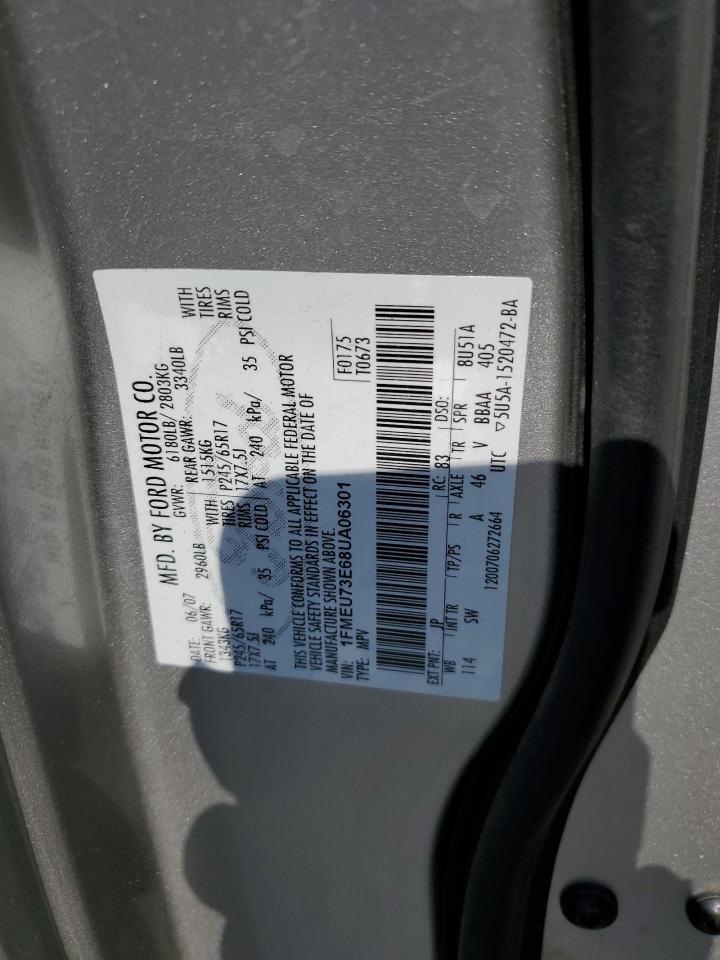 MFD. BY FORD MOTOR CO.
DATE: 06/07 GVWR: 6180LB/ 2803KG
FRONT GAWR: 2960LB REAR GAWR: 3340LB
1343KG WITH 1515KG WITH
P245/65R17 TIRES P245/65R17 TIRES
17X7.5J RIMS 17X7.5J RIMS
AT 240 kPa/ 35 PSI COLD AT 240 kPa/ 35 PSI COLD
THIS VEHICLE CONFORMS TO ALL APPLICABLE FEDERAL MOTOR
VEHICLE SAFETY STANDARDS IN EFFECT ON THE DATE OF
MANUFACTURE SHOWN ABOVE.
VIN: 1FMEU73E68UA06301 F0175
TYPE: MPV T0673
EXT PNT: JP RC: 83 DSO:
WB INT TR TP/PS R AXLE TR SPR 8U51A
114 SW A 46 V BBAA 405
1200706272664 UTC ▽5U5A-1520472-BA